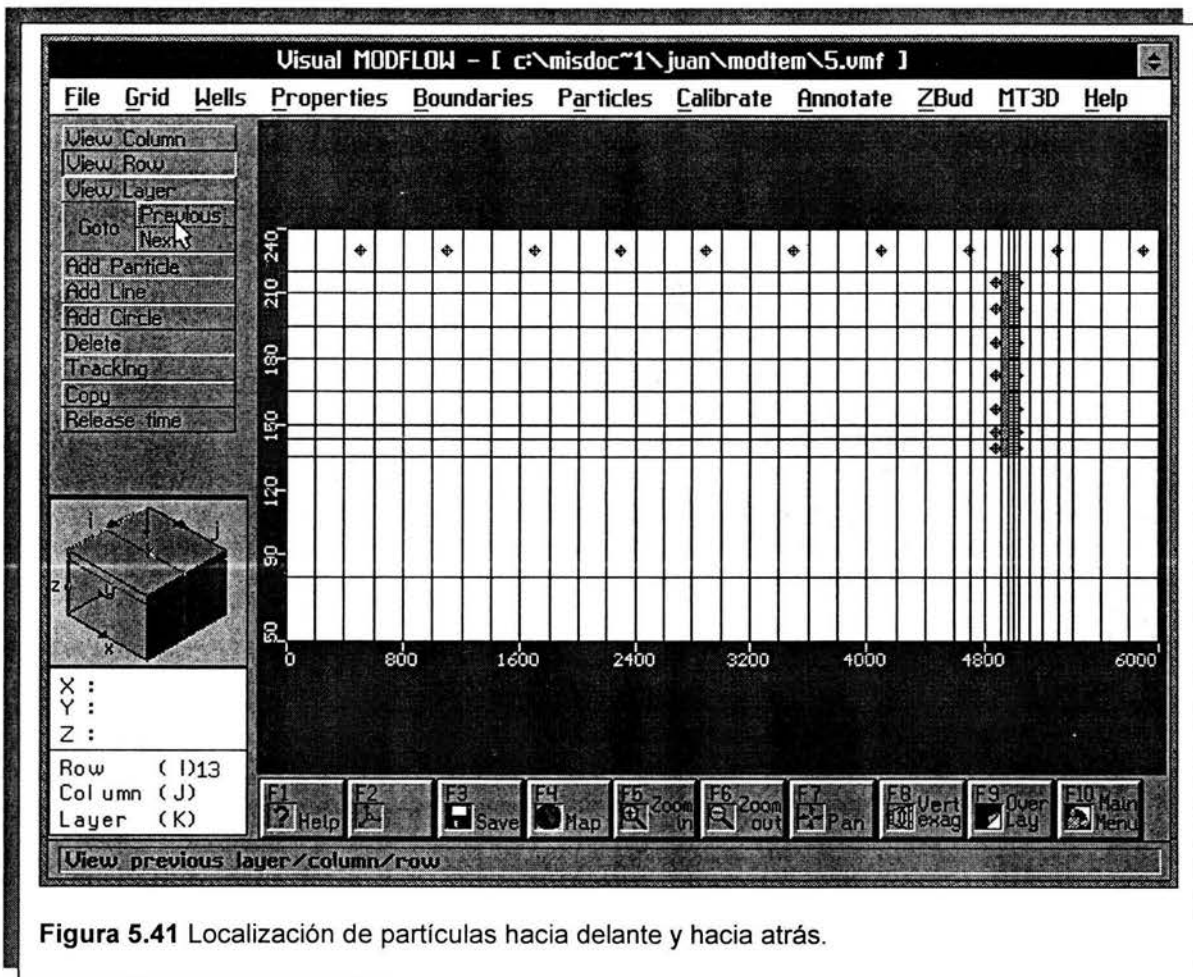 Visual MODFLOW - [ c:\misdoc~1\juan\modtem\5.vmf ]
File Grid Wells Properties Boundaries Particles Calibrate Annotate ZBud MT3D Help
View Column
View Row
View Layer
Goto
Previous
Next
Add Particle
Add Line
Add Circle
Delete
Tracking
Copy
Release time
240
210
180
150
120
90
50
0 800 1600 2400 3200 4000 4800 6000
i
j
k
z
y
x
X :
Y :
Z :
Row ( I)13
Column (J)
Layer (K)
F1 Help
F2
F3 Save
F4 Map
F5 Zoom in
F6 Zoom out
F7 Pan
F8 Vert exag
F9 Over Lay
F10 Main Menu
View previous layer/column/row
Figura 5.41 Localización de partículas hacia delante y hacia atrás.